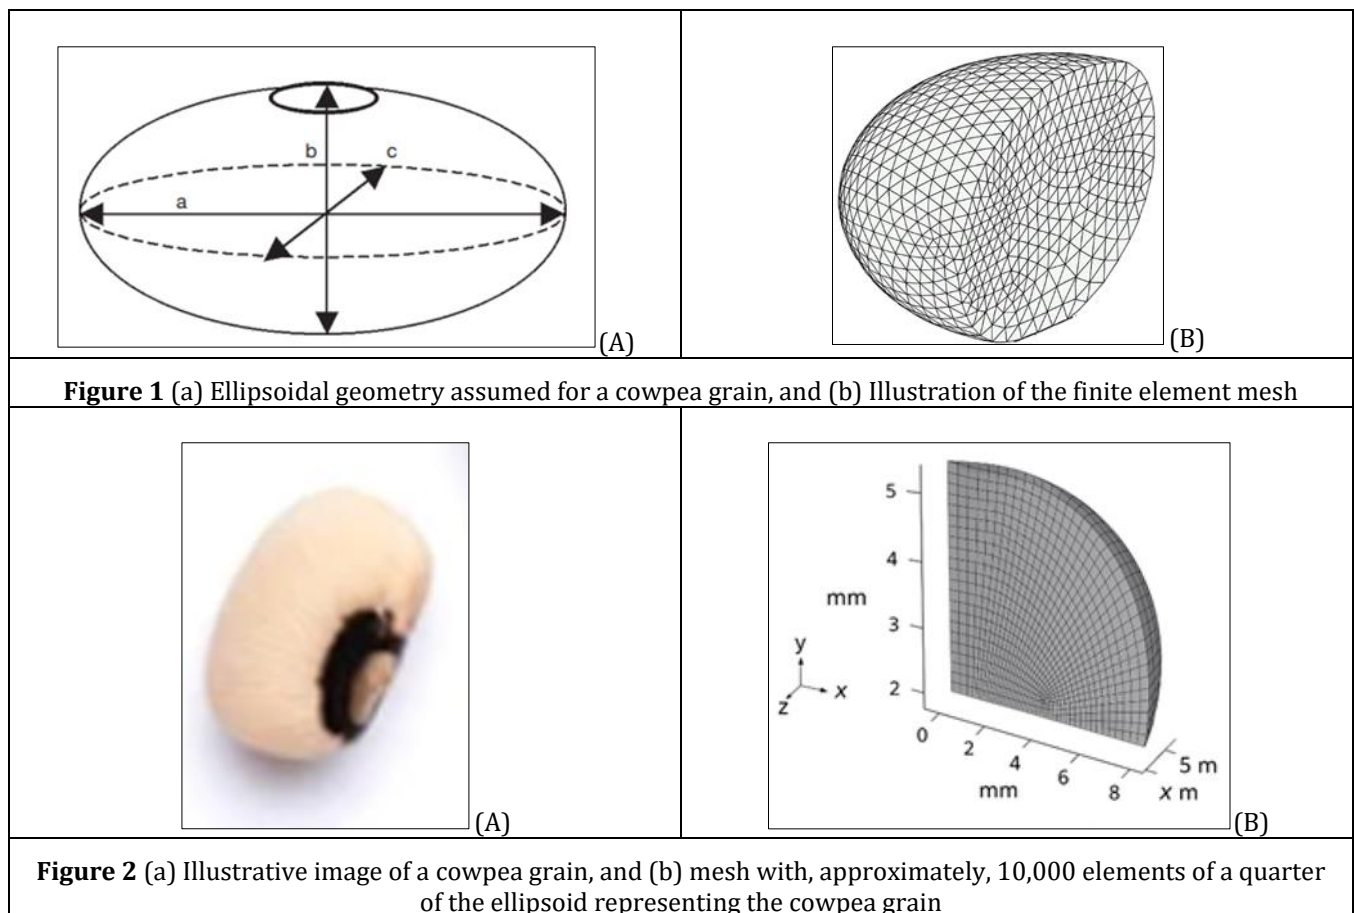 b
c
a
(A)
(B)
Figure 1 (a) Ellipsoidal geometry assumed for a cowpea grain, and (b) Illustration of the finite element mesh
(A)
5
4
mm
3
y
2
x
z
0
2
4
6
8
mm
5 m
x m
(B)
Figure 2 (a) Illustrative image of a cowpea grain, and (b) mesh with, approximately, 10,000 elements of a quarter
of the ellipsoid representing the cowpea grain